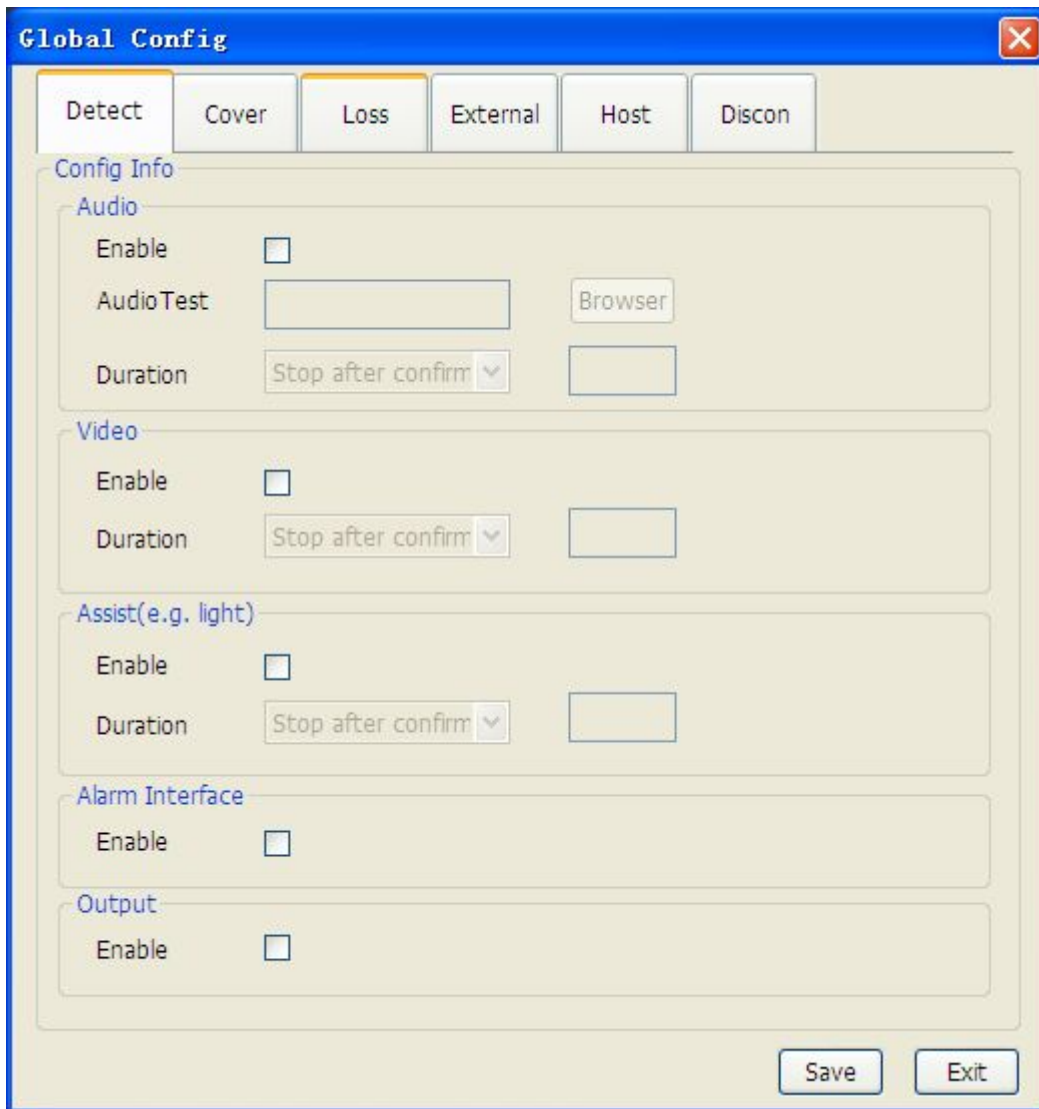 Global Config
Detect Cover Loss External Host Discon
Config Info
Audio
Enable
AudioTest Browser
Duration Stop after confirm
Video
Enable
Duration Stop after confirm
Assist(e.g. light)
Enable
Duration Stop after confirm
Alarm Interface
Enable
Output
Enable
Save Exit